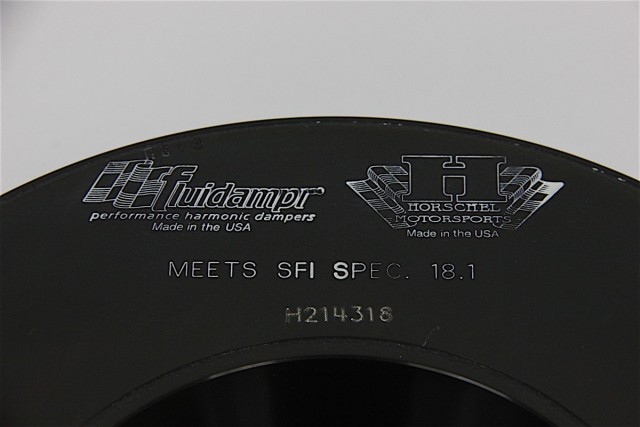 Fluidampr
performance harmonic dampers
Made in the USA
H
HORSCHEL
MOTORSPORTS
Made in the USA
MEETS SFI SPEC. 18.1
H214318